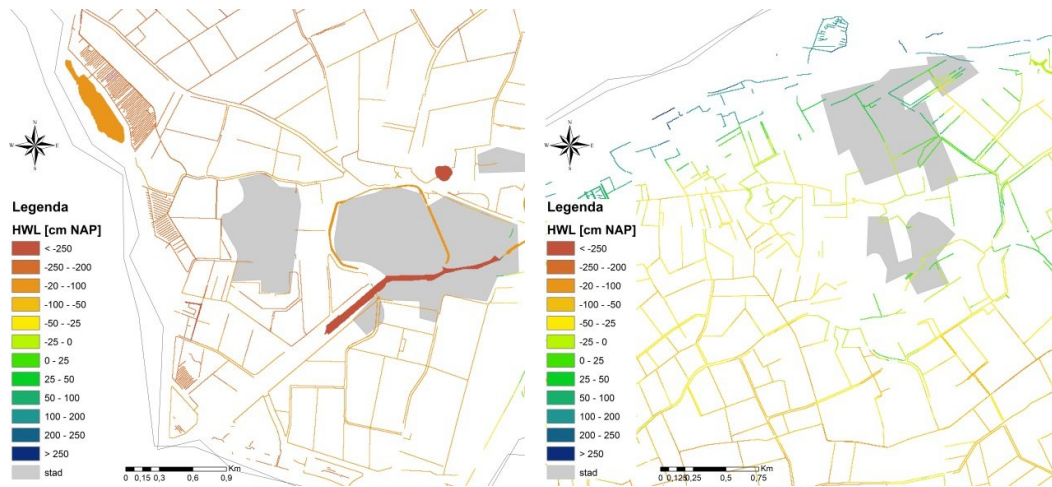 N
W E
S
Legenda
HWL [cm NAP]
< -250
-250 - -200
-20 - -100
-100 - -50
-50 - -25
-25 - 0
0 - 25
25 - 50
50 - 100
100 - 200
200 - 250
> 250
stad
Km
0 0,15 0,3 0,6 0,9
N
W E
S
Legenda
HWL [cm NAP]
< -250
-250 - -200
-20 - -100
-100 - -50
-50 - -25
-25 - 0
0 - 25
25 - 50
50 - 100
100 - 200
200 - 250
> 250
stad
Km
0 0,125 0,25 0,5 0,75